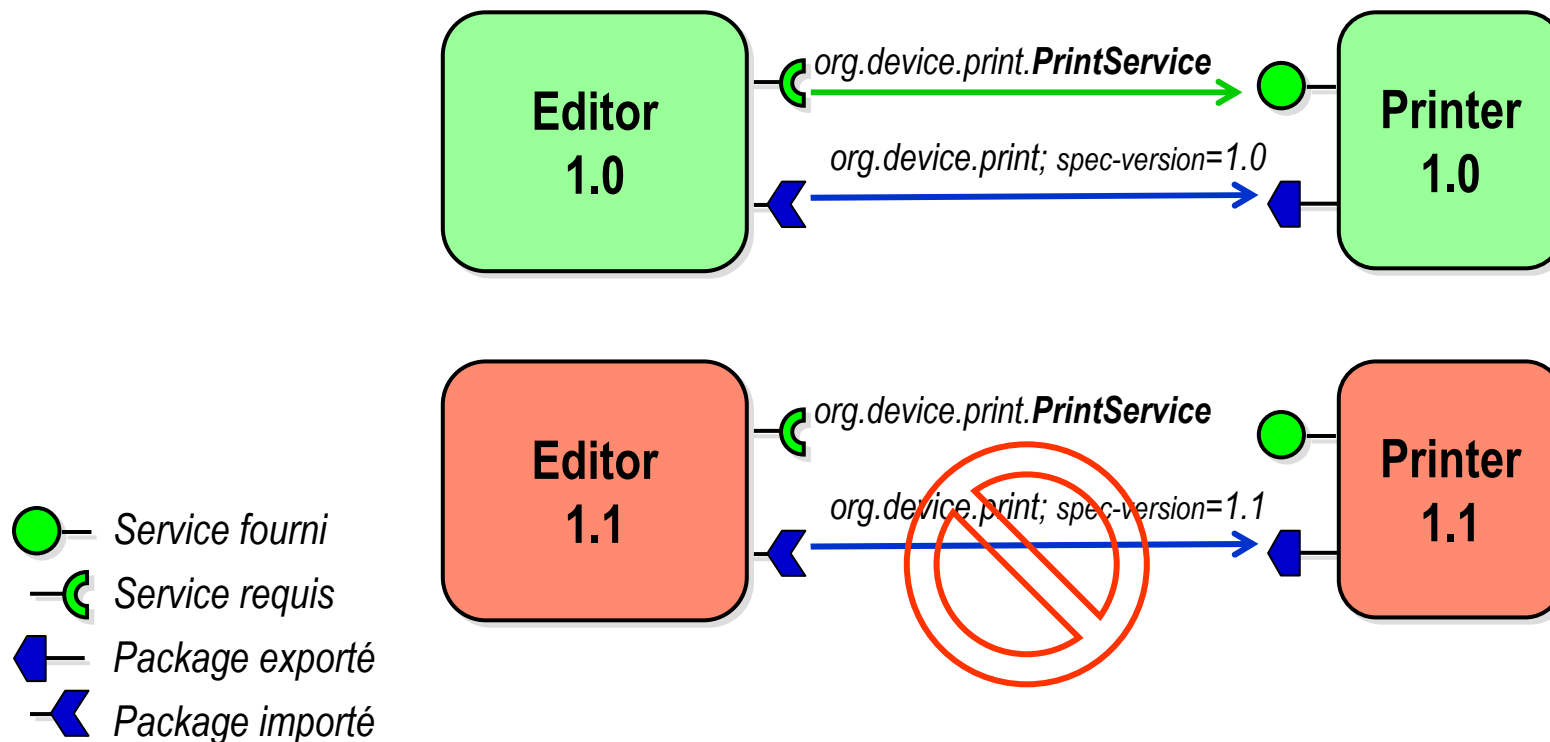 org.device.print.PrintService
Editor
1.0
Printer
1.0
org.device.print; spec-version=1.0
org.device.print.PrintService
Editor
1.1
Printer
1.1
org.device.print; spec-version=1.1
Service fourni
Service requis
Package exporté
Package importé